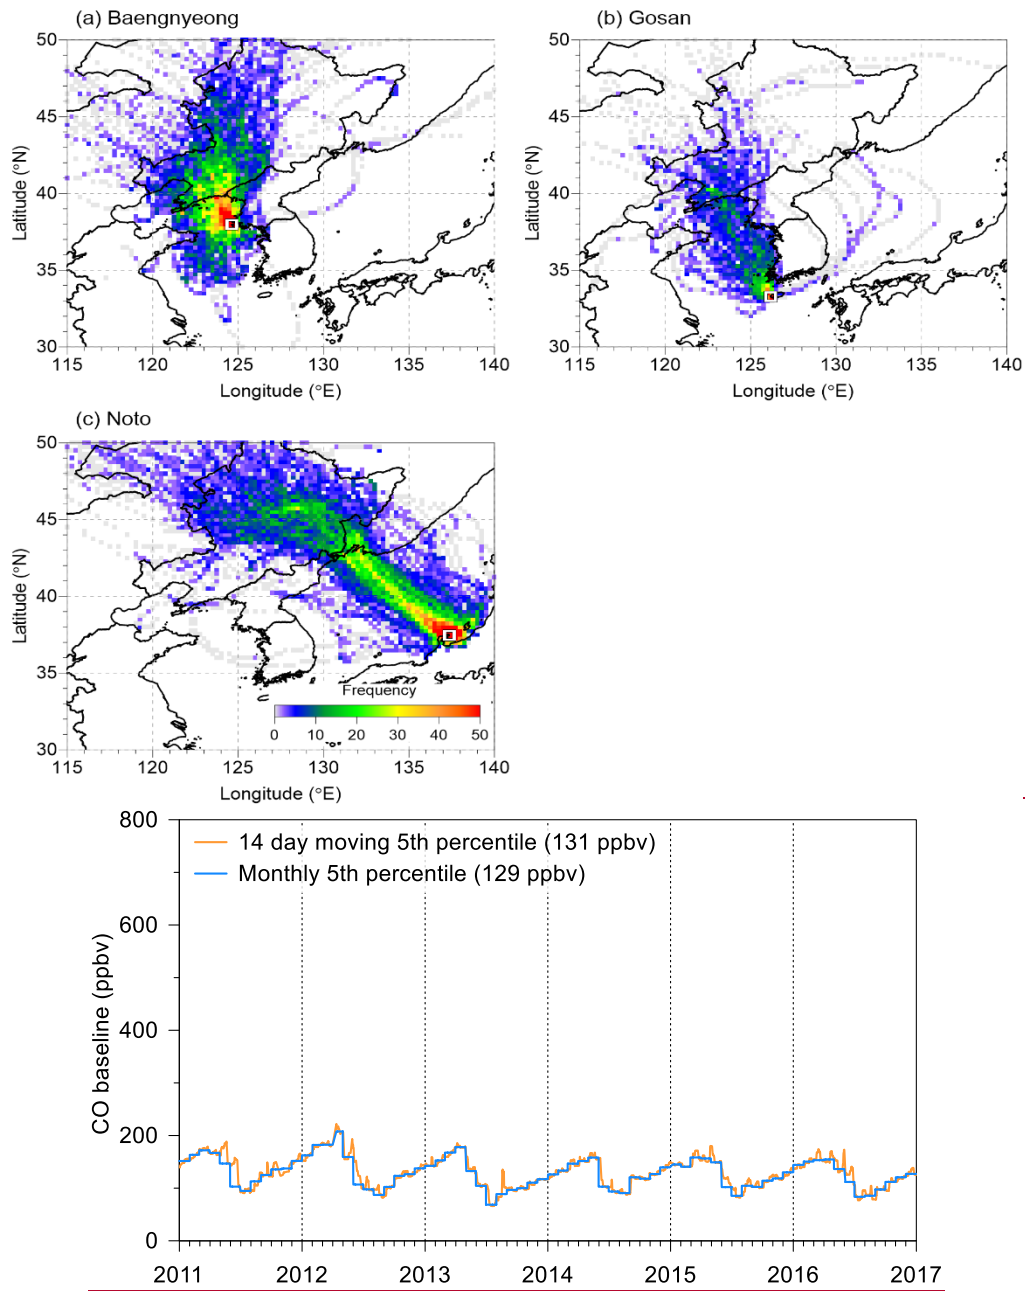 (a) Baengnyeong
(b) Gosan
50
45
40
35
30
Latitude (°N)
115 120 125 130 135 140
Longitude (°E)
50
45
40
35
30
Latitude (°N)
115 120 125 130 135 140
Longitude (°E)
(c) Noto
50
45
40
35
30
Latitude (°N)
Frequency
0 10 20 30 40 50
115 120 125 130 135 140
Longitude (°E)
800
600
400
200
0
CO baseline (ppbv)
14 day moving 5th percentile (131 ppbv)
Monthly 5th percentile (129 ppbv)
2011 2012 2013 2014 2015 2016 2017